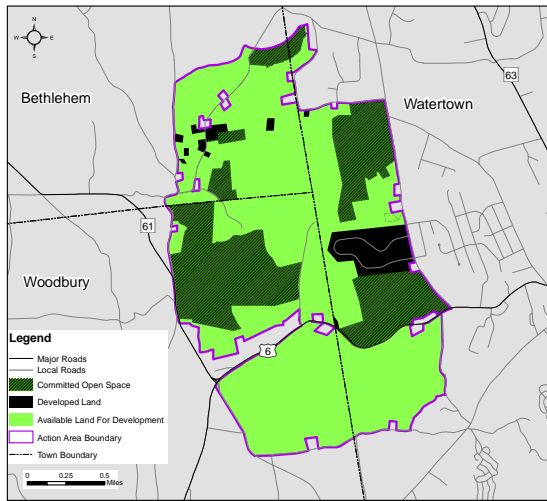 N
W E
S
63
Bethlehem
Watertown
61
Woodbury
6
Legend
Major Roads
Local Roads
Committed Open Space
Developed Land
Available Land For Development
Action Area Boundary
Town Boundary
0 0.25 0.5
Miles